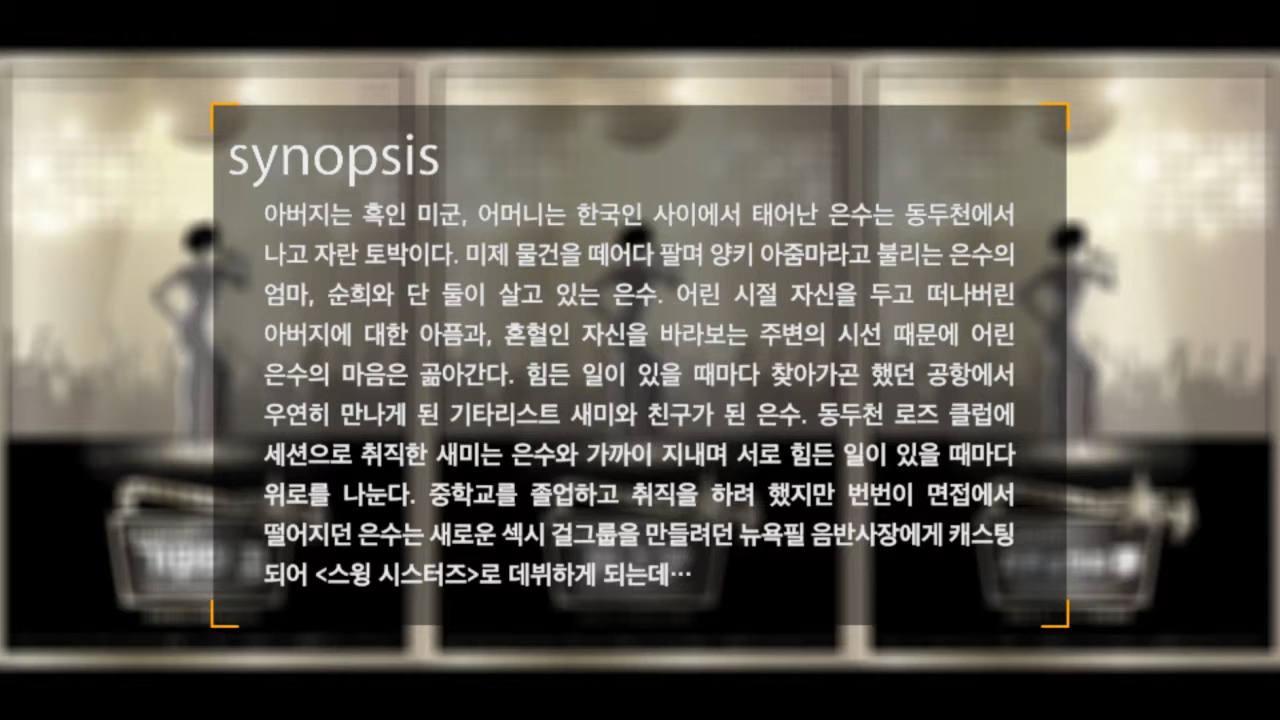 synopsis
아버지는 흑인 미군, 어머니는 한국인 사이에서 태어난 은수는 동두천에서
나고 자란 토박이다. 미제 물건을 떼어다 팔며 양키 아줌마라고 불리는 은수의
엄마, 순희와 단 둘이 살고 있는 은수. 어린 시절 자신을 두고 떠나버린
아버지에 대한 아픔과, 혼혈인 자신을 바라보는 주변의 시선 때문에 어린
은수의 마음은 곪아간다. 힘든 일이 있을 때마다 찾아가곤 했던 공항에서
우연히 만나게 된 기타리스트 새미와 친구가 된 은수. 동두천 로즈 클럽에
세션으로 취직한 새미는 은수와 가까이 지내며 서로 힘든 일이 있을 때마다
위로를 나눈다. 중학교를 졸업하고 취직을 하려 했지만 번번이 면접에서
떨어지던 은수는 새로운 섹시 걸그룹을 만들려던 뉴욕필 음반사장에게 캐스팅
되어 <스윙 시스터즈>로 데뷔하게 되는데…